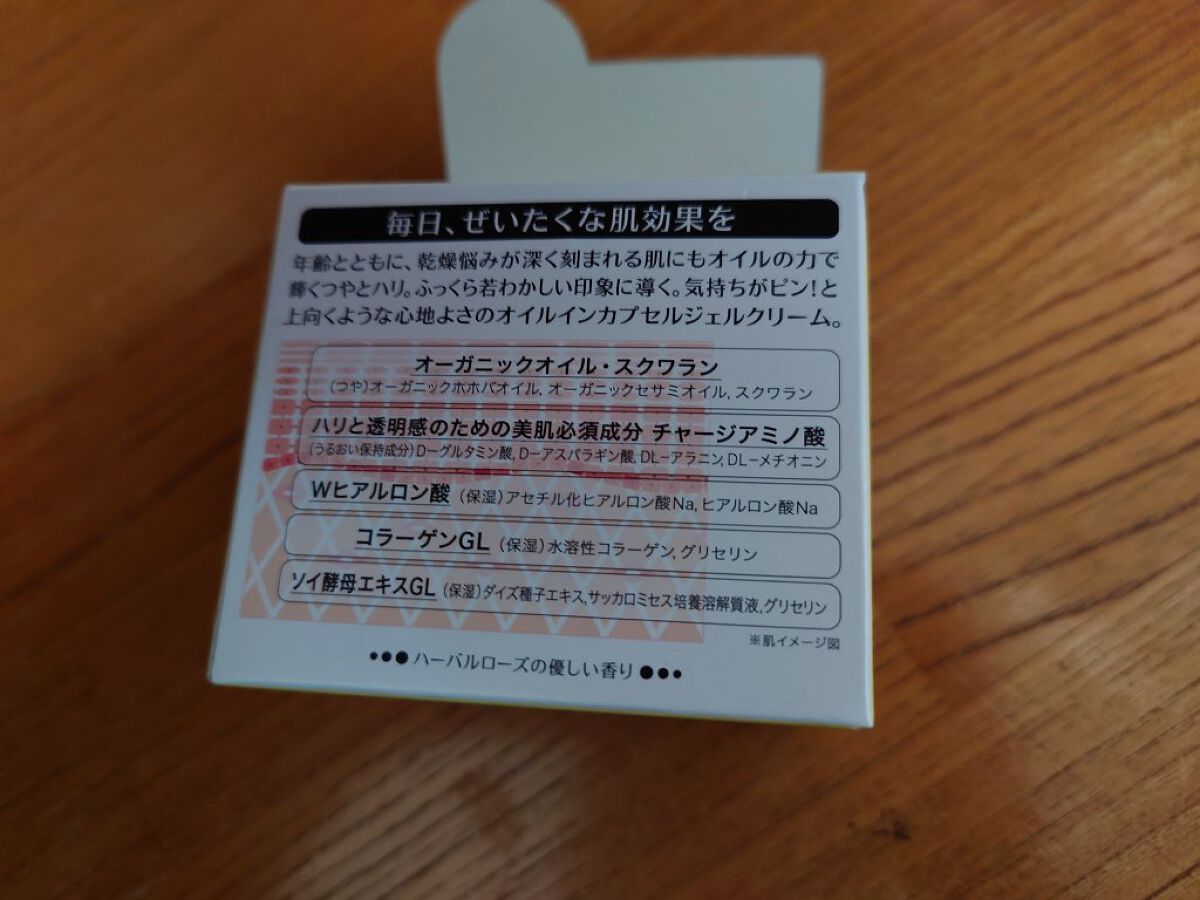 毎日、ぜいたくな肌効果を
年齢とともに、乾燥悩みが深く刻まれる肌にもオイルの力で
輝くつやとハリ。ふっくら若わかしい印象に導く。気持ちがピン!と
上向くような心地よさのオイルインカプセルジェルクリーム。
オーガニックオイル・スクワラン
(つや)オーガニックホホバオイル, オーガニックセサミオイル, スクワラン
ハリと透明感のための美肌必須成分 チャージアミノ酸
(うるおい保持成分)D−グルタミン酸, D−アスパラギン酸, DL−アラニン, DL−メチオニン
Wヒアルロン酸 (保湿)アセチル化ヒアルロン酸Na, ヒアルロン酸Na
コラーゲンGL (保湿)水溶性コラーゲン, グリセリン
ソイ酵母エキスGL (保湿)ダイズ種子エキス,サッカロミセス培養溶解質液,グリセリン
※肌イメージ図
•●● ハーバルローズの優しい香り ●●•